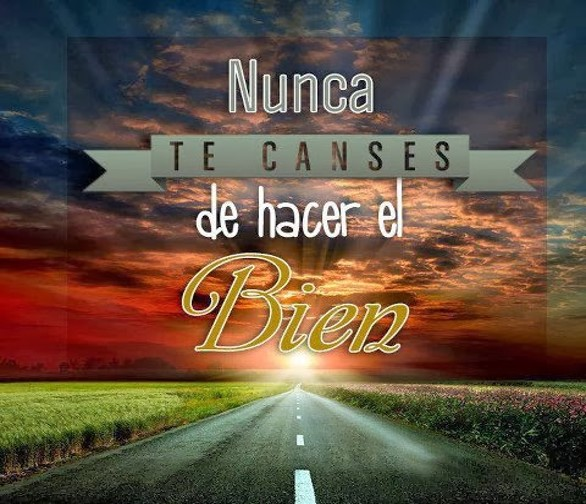 Nunca
TE CANSES
de hacer el
Bien